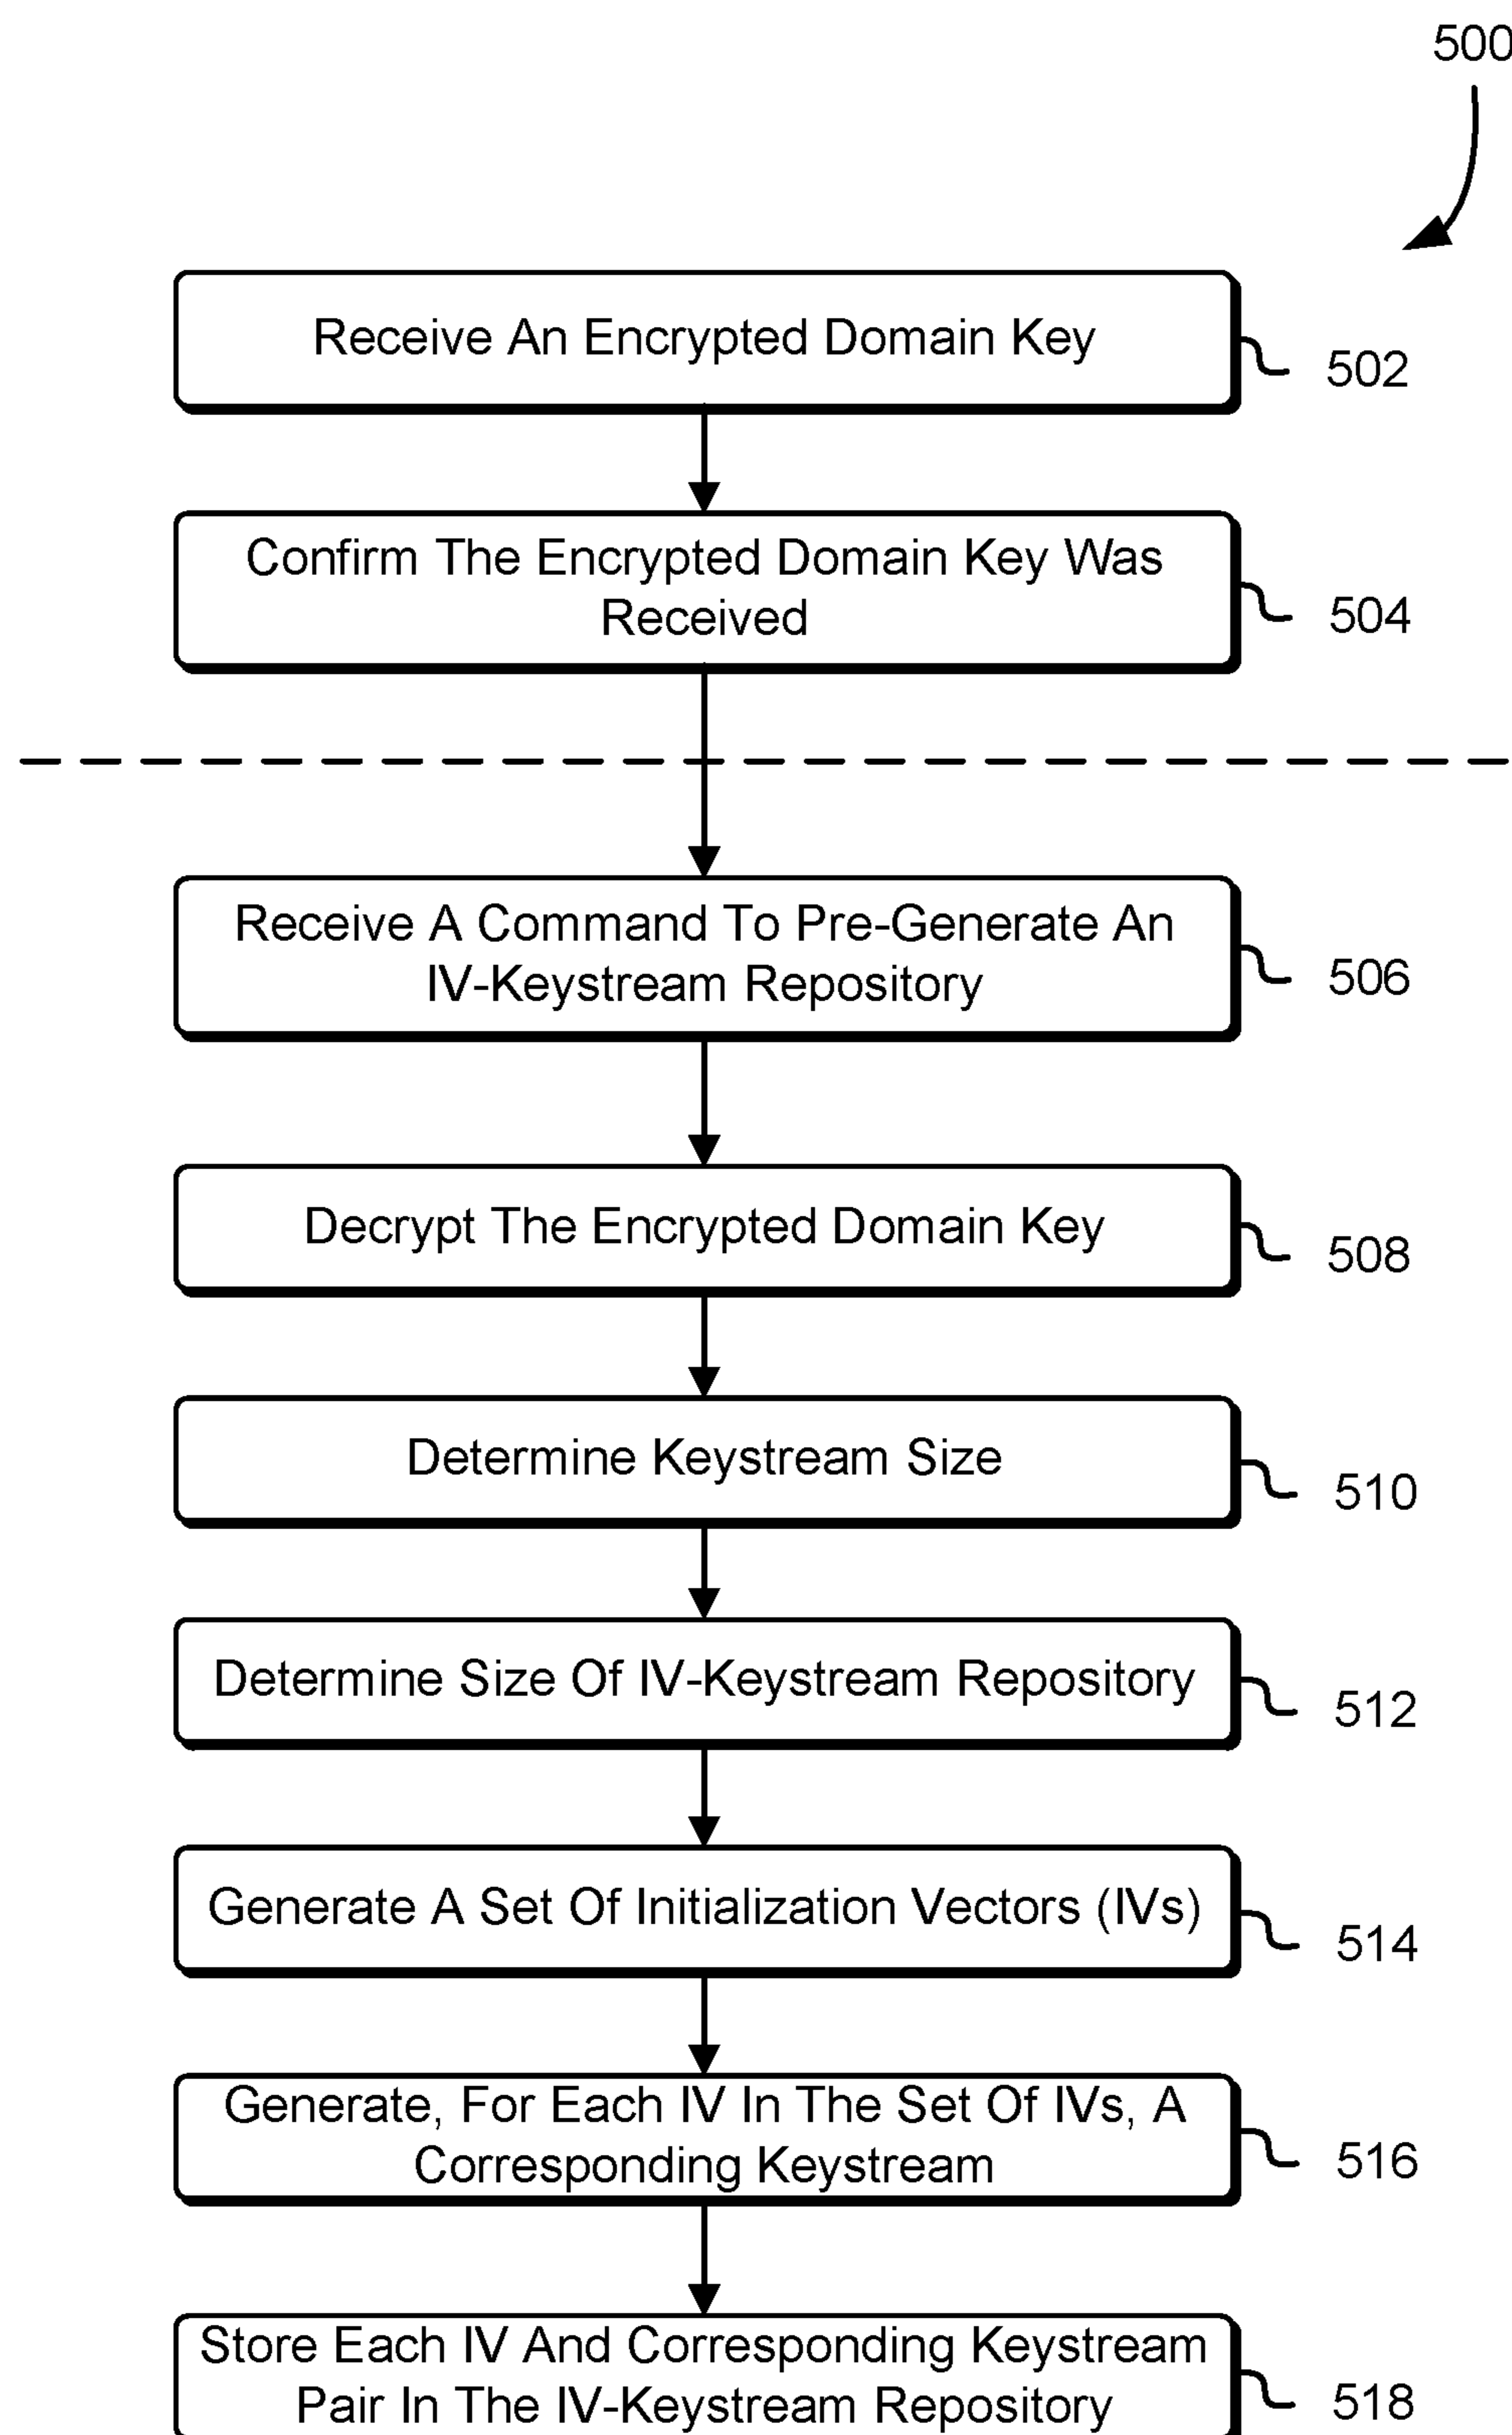 500
Receive An Encrypted Domain Key
502
Confirm The Encrypted Domain Key Was
Received
504
Receive A Command To Pre-Generate An
IV-Keystream Repository
506
Decrypt The Encrypted Domain Key
508
Determine Keystream Size
510
Determine Size Of IV-Keystream Repository
512
Generate A Set Of Initialization Vectors (IVs)
514
Generate, For Each IV In The Set Of IVs, A
Corresponding Keystream
516
Store Each IV And Corresponding Keystream
Pair In The IV-Keystream Repository
518